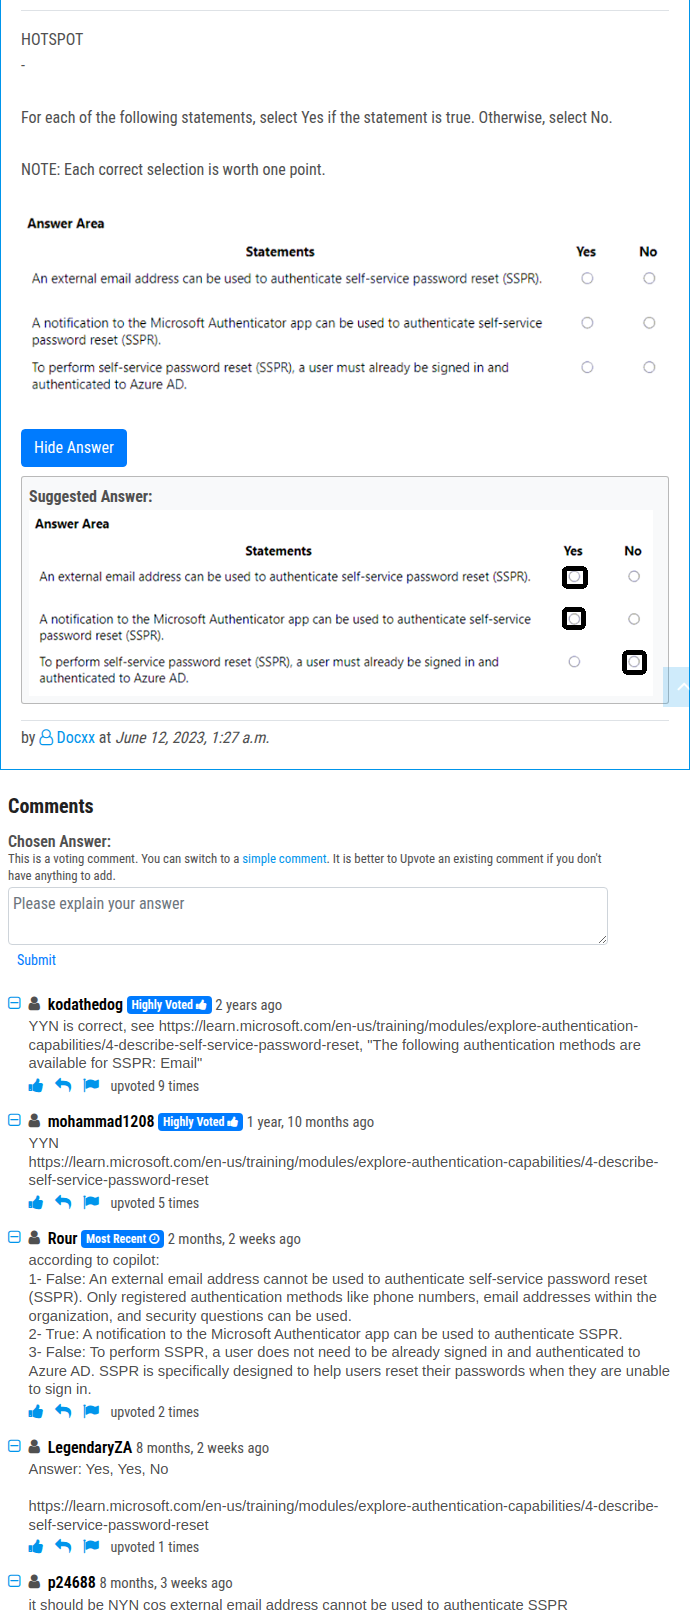 HOTSPOT
-
For each of the following statements, select Yes if the statement is true. Otherwise, select No.
NOTE: Each correct selection is worth one point.
Answer Area
Statements Yes No
An external email address can be used to authenticate self-service password reset (SSPR).
A notification to the Microsoft Authenticator app can be used to authenticate self-service
password reset (SSPR).
To perform self-service password reset (SSPR), a user must already be signed in and
authenticated to Azure AD.
Hide Answer
Suggested Answer:
Answer Area
Statements Yes No
An external email address can be used to authenticate self-service password reset (SSPR).
A notification to the Microsoft Authenticator app can be used to authenticate self-service
password reset (SSPR).
To perform self-service password reset (SSPR), a user must already be signed in and
authenticated to Azure AD.
by Docxx at June 12, 2023, 1:27 a.m.
Comments
Chosen Answer:
This is a voting comment. You can switch to a simple comment. It is better to Upvote an existing comment if you don't
have anything to add.
Please explain your answer
Submit
kodathedog Highly Voted 2 years ago
YYN is correct, see https://learn.microsoft.com/en-us/training/modules/explore-authentication-
capabilities/4-describe-self-service-password-reset, "The following authentication methods are
available for SSPR: Email"
upvoted 9 times
mohammad1208 Highly Voted 1 year, 10 months ago
YYN
https://learn.microsoft.com/en-us/training/modules/explore-authentication-capabilities/4-describe-
self-service-password-reset
upvoted 5 times
Rour Most Recent 2 months, 2 weeks ago
according to copilot:
1- False: An external email address cannot be used to authenticate self-service password reset
(SSPR). Only registered authentication methods like phone numbers, email addresses within the
organization, and security questions can be used.
2- True: A notification to the Microsoft Authenticator app can be used to authenticate SSPR.
3- False: To perform SSPR, a user does not need to be already signed in and authenticated to
Azure AD. SSPR is specifically designed to help users reset their passwords when they are unable
to sign in.
upvoted 2 times
LegendaryZA 8 months, 2 weeks ago
Answer: Yes, Yes, No
https://learn.microsoft.com/en-us/training/modules/explore-authentication-capabilities/4-describe-
self-service-password-reset
upvoted 1 times
p24688 8 months, 3 weeks ago
it should be NYN cos external email address cannot be used to authenticate SSPR